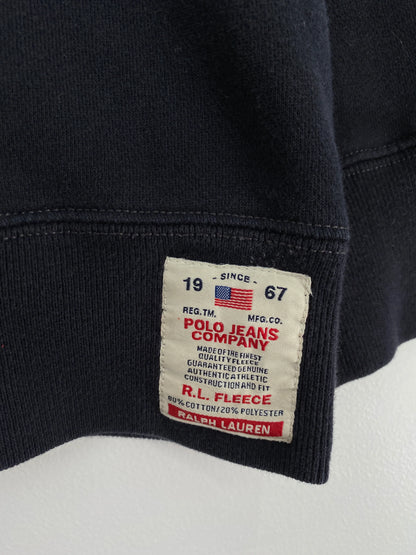 - SINCE -
19 67
REG.TM. MFG.CO.
POLO JEANS
COMPANY
MADE OF THE FINEST
QUALITY FLEECE
GUARANTEED GENUINE
AUTHENTIC ATHLETIC
CONSTRUCTION AND FIT
R.L. FLEECE
80% COTTON/20% POLYESTER
RALPH LAUREN